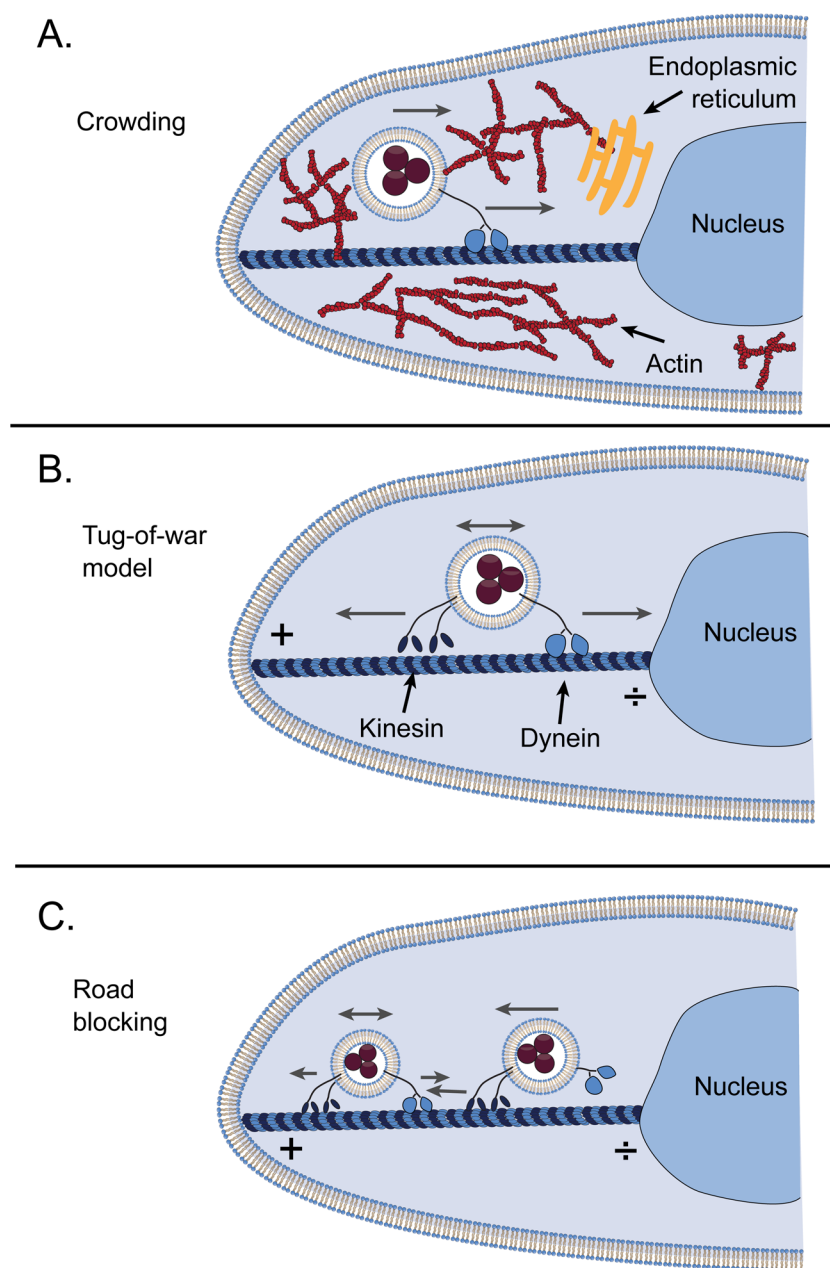 A.
Crowding
Endoplasmic
reticulum
Nucleus
Actin
B.
Tug-of-war
model
+
Nucleus
÷
Kinesin
Dynein
C.
Road
blocking
Nucleus
+
÷